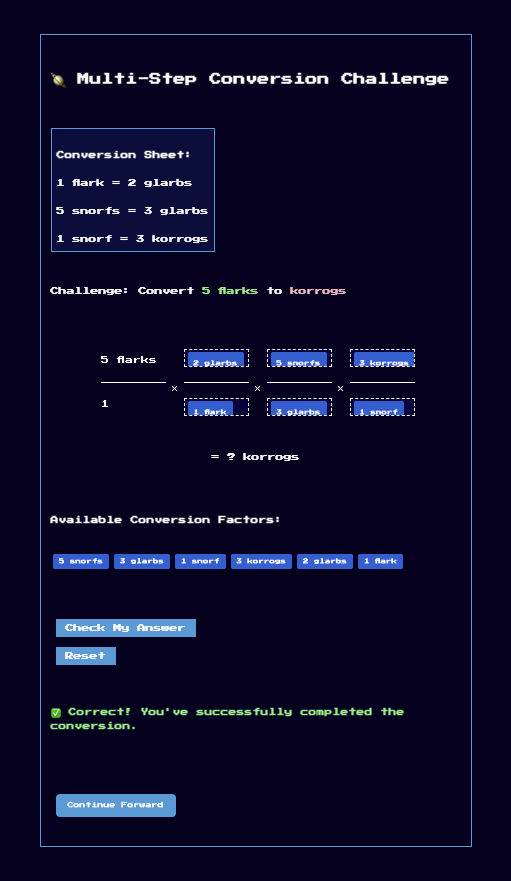 Multi-Step Conversion Challenge
Conversion Sheet:
1 flark = 2 glarbs
5 snorfs = 3 glarbs
1 snorf = 3 korrogs
Challenge: Convert 5 flarks to korrogs
5 flarks 2 glarbs 5 snorfs 3 korrogs
× × ×
1 1 flark 3 glarbs 1 snorf
= ? korrogs
Available Conversion Factors:
5 snorfs 3 glarbs 1 snorf 3 korrogs 2 glarbs 1 flark
Check My Answer
Reset
✅ Correct! You've successfully completed the
conversion.
Continue Forward